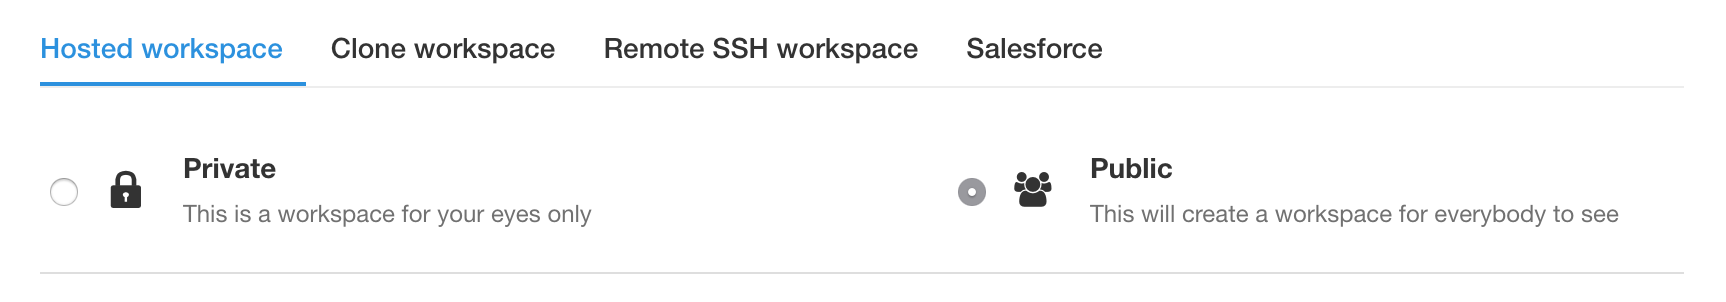 Hosted workspace Clone workspace Remote SSH workspace Salesforce
Private
This is a workspace for your eyes only
Public
This will create a workspace for everybody to see